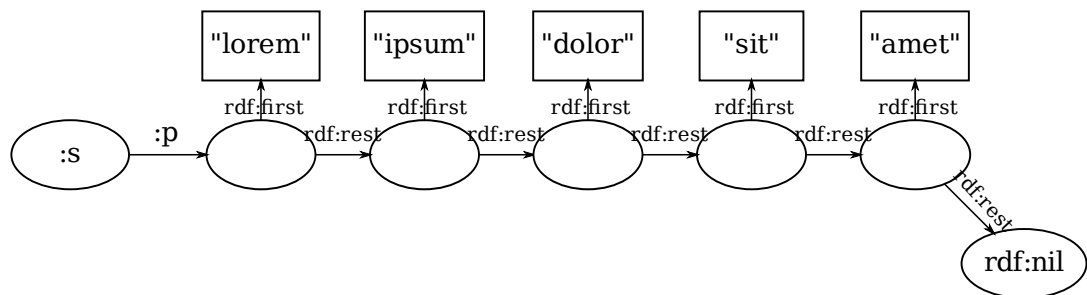 "lorem" "ipsum" "dolor" "sit" "amet"
rdf:first rdf:first rdf:first rdf:first rdf:first
:s :p rdf:rest rdf:rest rdf:rest rdf:rest
rdf:rest
rdf:nil